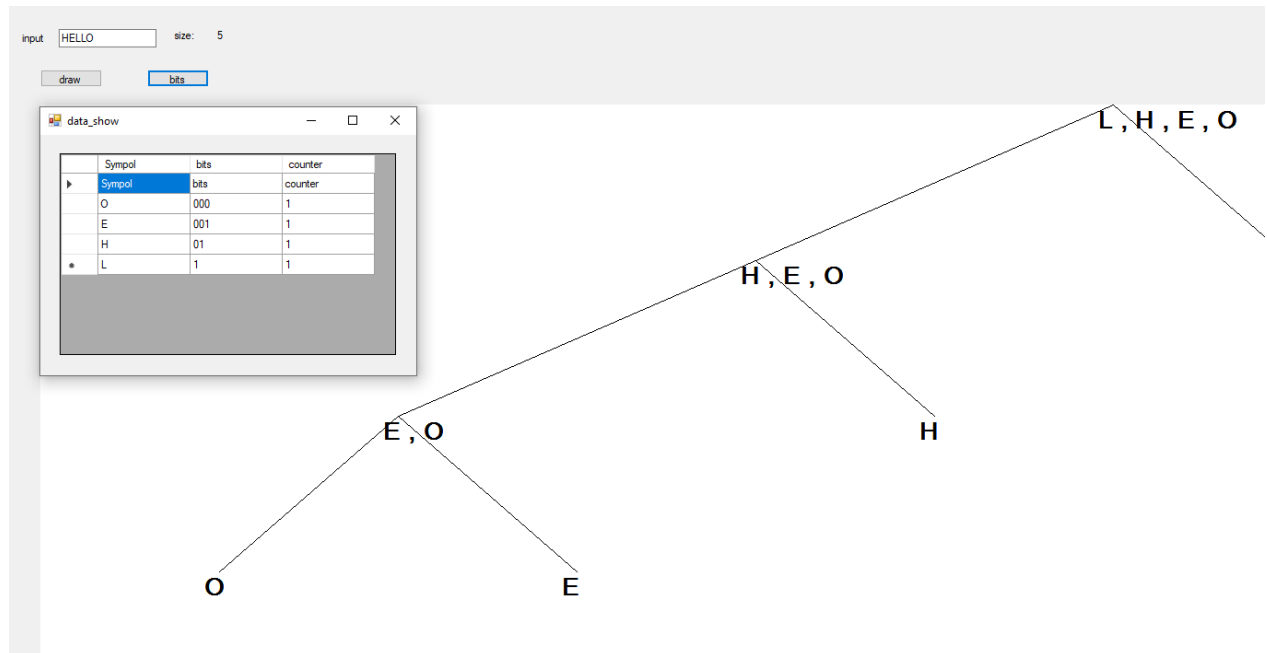 input HELLO size: 5
draw bits
data_show
Sympol bits counter
Sympol bits counter
O 000 1
E 001 1
H 01 1
L 1 1
L , H , E , O
H , E , O
E , O
H
O E